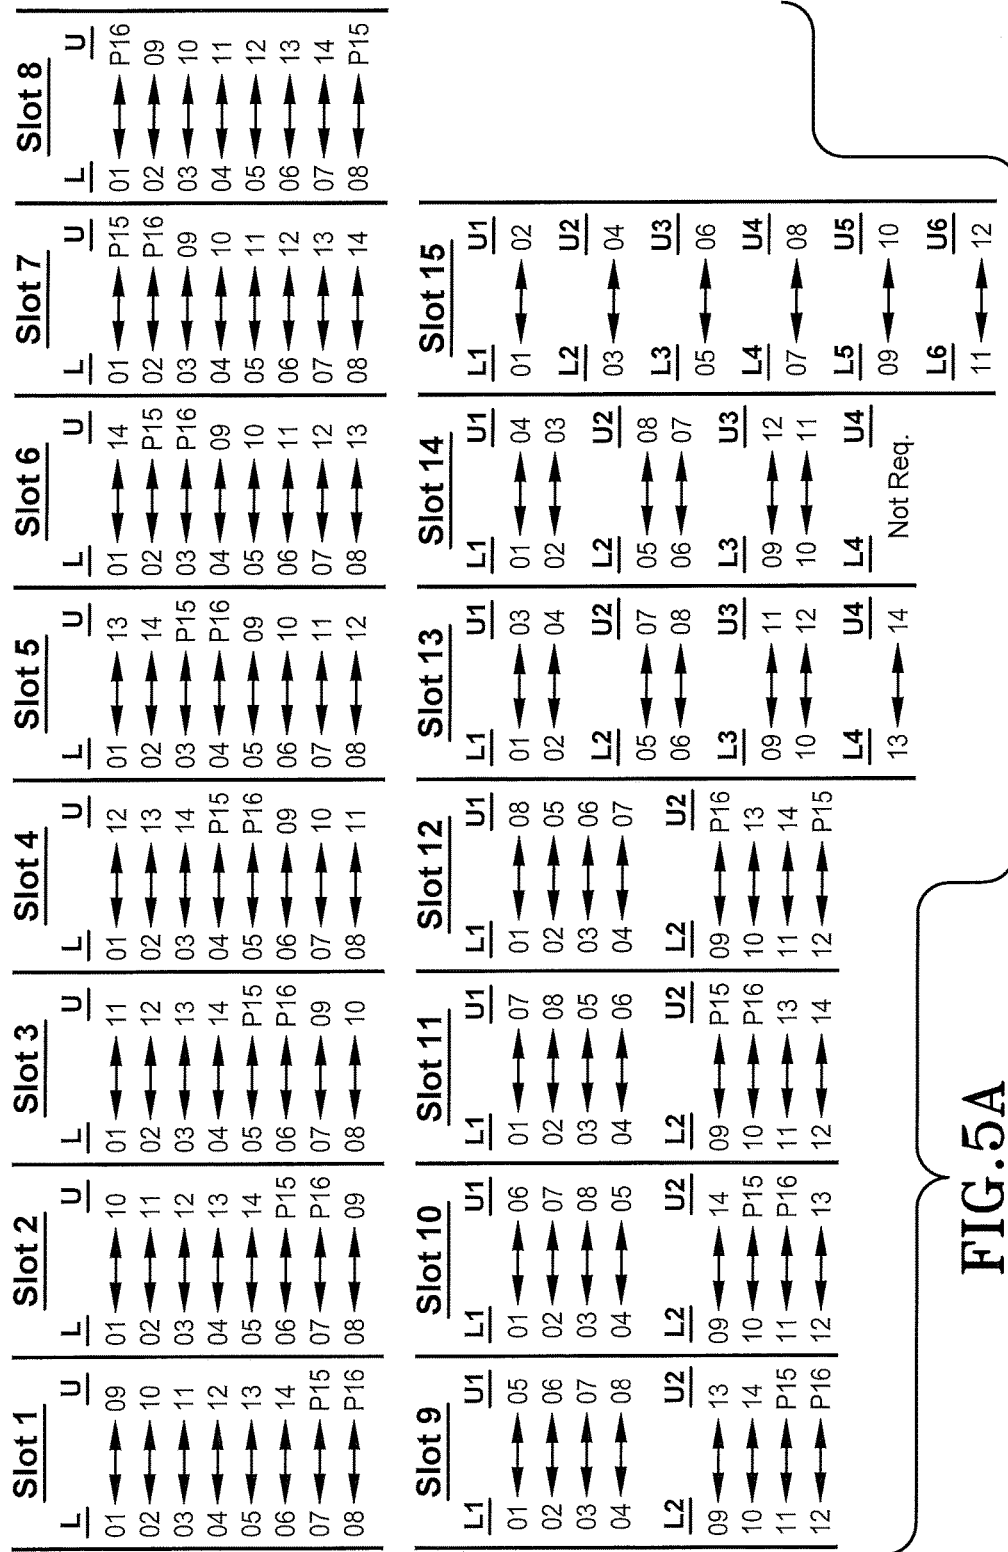 Slot 1
L U
01 ↔ 09
02 ↔ 10
03 ↔ 11
04 ↔ 12
05 ↔ 13
06 ↔ 14
07 ↔ P15
08 ↔ P16
Slot 2
L U
01 ↔ 10
02 ↔ 11
03 ↔ 12
04 ↔ 13
05 ↔ 14
06 ↔ P15
07 ↔ P16
08 ↔ 09
Slot 3
L U
01 ↔ 11
02 ↔ 12
03 ↔ 13
04 ↔ 14
05 ↔ P15
06 ↔ P16
07 ↔ 09
08 ↔ 10
Slot 4
L U
01 ↔ 12
02 ↔ 13
03 ↔ 14
04 ↔ P15
05 ↔ P16
06 ↔ 09
07 ↔ 10
08 ↔ 11
Slot 5
L U
01 ↔ 13
02 ↔ 14
03 ↔ P15
04 ↔ P16
05 ↔ 09
06 ↔ 10
07 ↔ 11
08 ↔ 12
Slot 6
L U
01 ↔ 14
02 ↔ P15
03 ↔ P16
04 ↔ 09
05 ↔ 10
06 ↔ 11
07 ↔ 12
08 ↔ 13
Slot 7
L U
01 ↔ P15
02 ↔ P16
03 ↔ 09
04 ↔ 10
05 ↔ 11
06 ↔ 12
07 ↔ 13
08 ↔ 14
Slot 8
L U
01 ↔ P16
02 ↔ 09
03 ↔ 10
04 ↔ 11
05 ↔ 12
06 ↔ 13
07 ↔ 14
08 ↔ P15
Slot 9
L1 U1
01 ↔ 05
02 ↔ 06
03 ↔ 07
04 ↔ 08
L2 U2
09 ↔ 13
10 ↔ 14
11 ↔ P15
12 ↔ P16
Slot 10
L1 U1
01 ↔ 06
02 ↔ 07
03 ↔ 08
04 ↔ 05
L2 U2
09 ↔ 14
10 ↔ P15
11 ↔ P16
12 ↔ 13
Slot 11
L1 U1
01 ↔ 07
02 ↔ 08
03 ↔ 05
04 ↔ 06
L2 U2
09 ↔ P15
10 ↔ P16
11 ↔ 13
12 ↔ 14
Slot 12
L1 U1
01 ↔ 08
02 ↔ 05
03 ↔ 06
04 ↔ 07
L2 U2
09 ↔ P16
10 ↔ 13
11 ↔ 14
12 ↔ P15
Slot 13
L1 U1
01 ↔ 03
02 ↔ 04
L2 U2
05 ↔ 07
06 ↔ 08
L3 U3
09 ↔ 11
10 ↔ 12
L4 U4
13 ↔ 14
Slot 14
L1 U1
01 ↔ 04
02 ↔ 03
L2 U2
05 ↔ 08
06 ↔ 07
L3 U3
09 ↔ 12
10 ↔ 11
L4 U4
Not Req.
Slot 15
L1 U1
01 ↔ 02
L2 U2
03 ↔ 04
L3 U3
05 ↔ 06
L4 U4
07 ↔ 08
L5 U5
09 ↔ 10
L6 U6
11 ↔ 12
FIG.5A